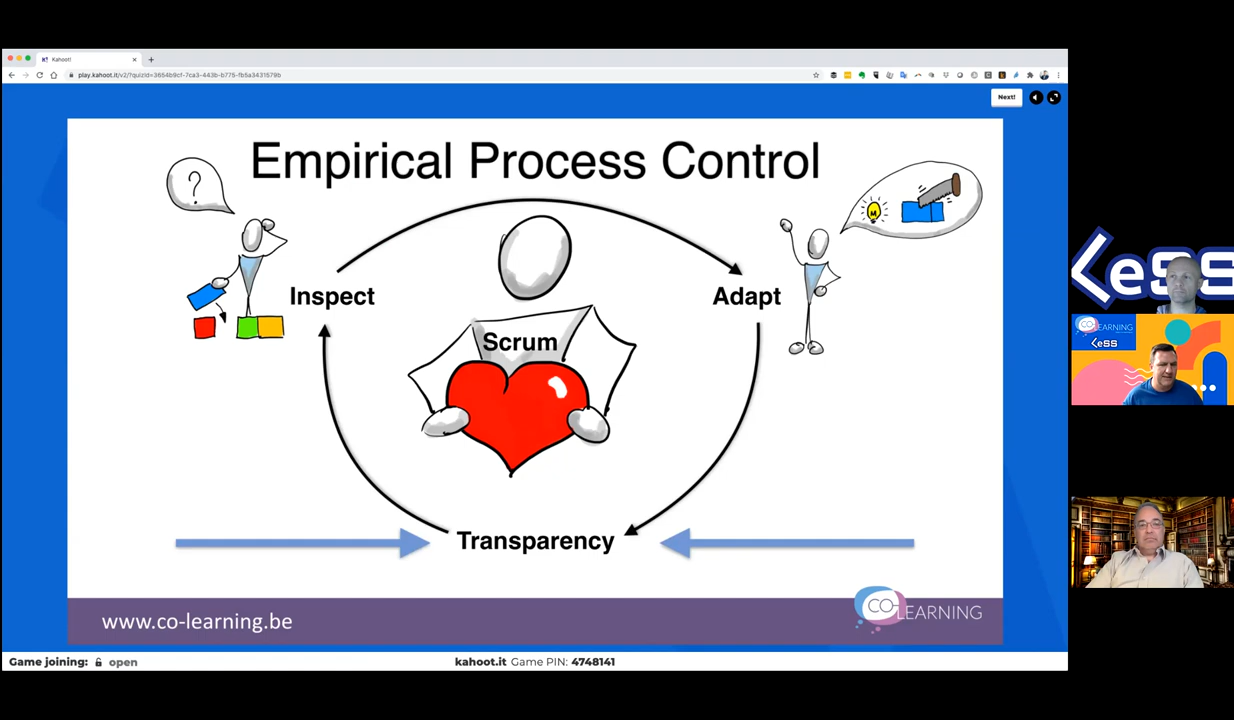 Kahoot!
play.kahoot.it/v2/?quizId=3654b9cf-7ca3-443b-b775-fb5a3431579b
Next!
Empirical Process Control
?
Inspect
Adapt
Scrum
Transparency
www.co-learning.be
CO-LEARNING
Game joining: open
kahoot.it Game PIN: 4748141
LeSS
CO-LEARNING
LeSS